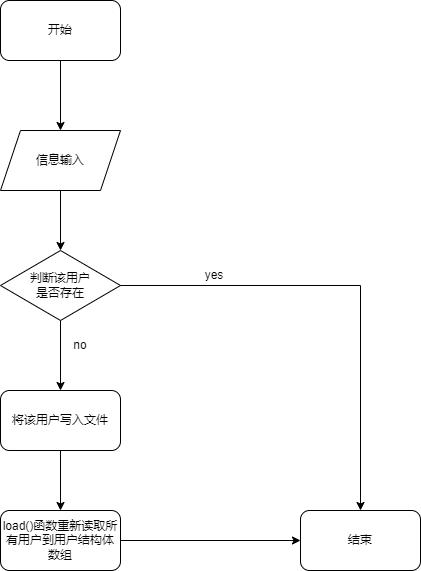 开始
信息输入
判断该用户
是否存在
yes
no
将该用户写入文件
load()函数重新读取所
有用户到用户结构体
数组
结束